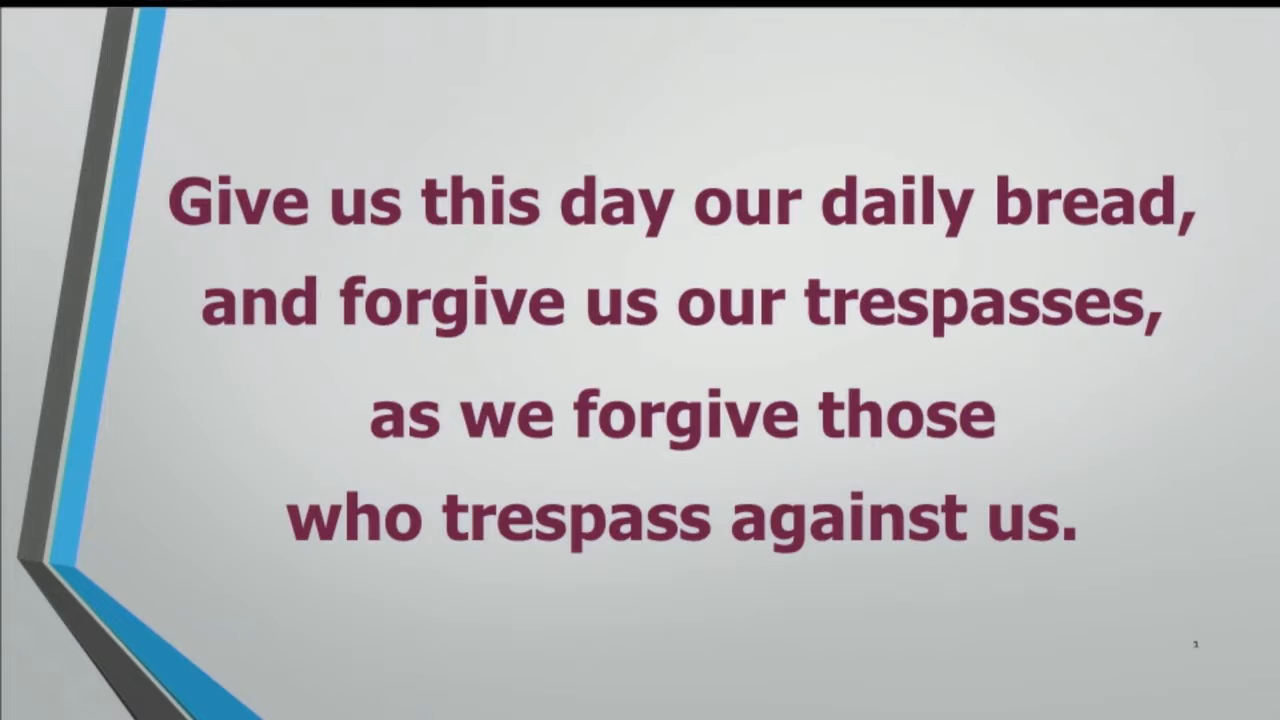 Give us this day our daily bread,
and forgive us our trespasses,
as we forgive those
who trespass against us.
1